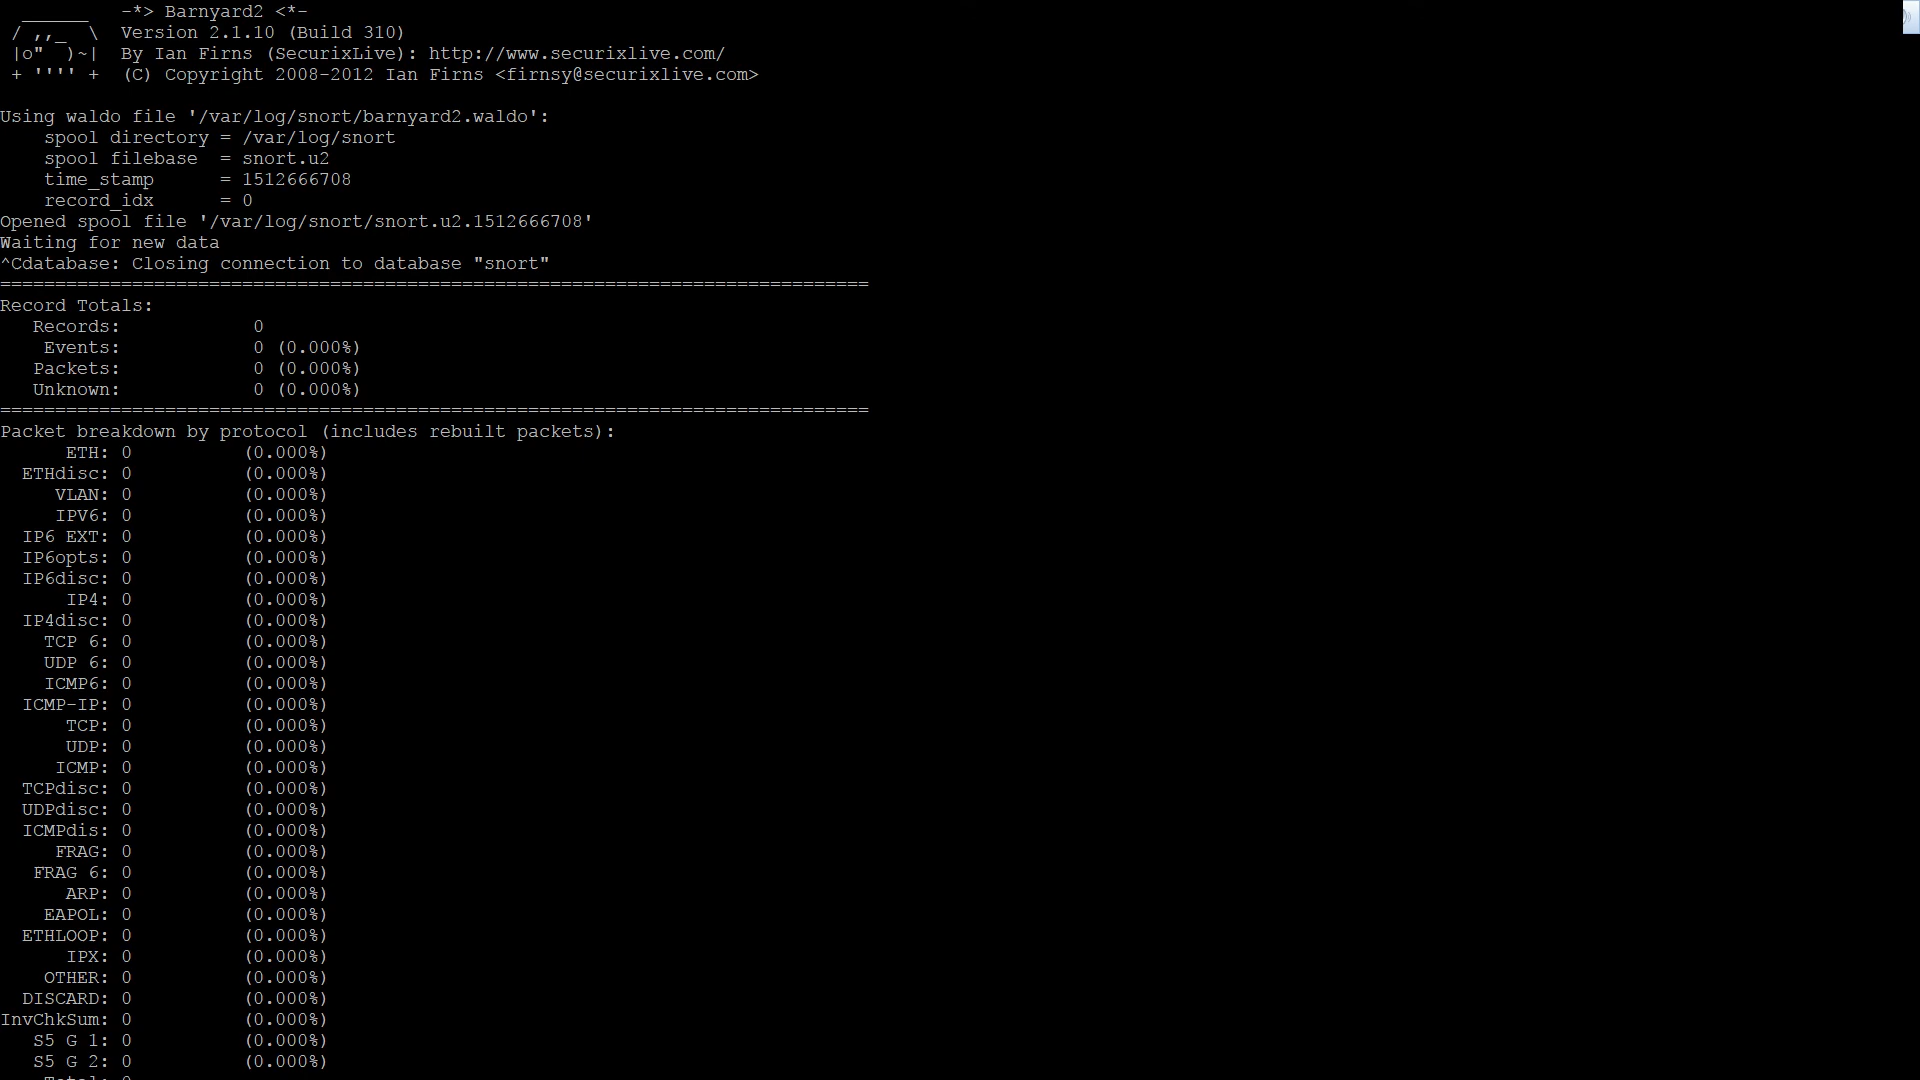 ______   -*> Barnyard2 <*-
 / ,,_  \  Version 2.1.10 (Build 310)
 |o"  )~|  By Ian Firns (SecurixLive): http://www.securixlive.com/
 + '''' +  (C) Copyright 2008-2012 Ian Firns <firnsy@securixlive.com>

Using waldo file '/var/log/snort/barnyard2.waldo':
    spool directory = /var/log/snort
    spool filebase  = snort.u2
    time_stamp      = 1512666708
    record_idx      = 0
Opened spool file '/var/log/snort/snort.u2.1512666708'
Waiting for new data
^Cdatabase: Closing connection to database "snort"
===============================================================================
Record Totals:
   Records:            0
    Events:            0 (0.000%)
   Packets:            0 (0.000%)
   Unknown:            0 (0.000%)
===============================================================================
Packet breakdown by protocol (includes rebuilt packets):
      ETH: 0          (0.000%)
  ETHdisc: 0          (0.000%)
     VLAN: 0          (0.000%)
     IPV6: 0          (0.000%)
  IP6 EXT: 0          (0.000%)
  IP6opts: 0          (0.000%)
  IP6disc: 0          (0.000%)
      IP4: 0          (0.000%)
  IP4disc: 0          (0.000%)
    TCP 6: 0          (0.000%)
    UDP 6: 0          (0.000%)
    ICMP6: 0          (0.000%)
  ICMP-IP: 0          (0.000%)
      TCP: 0          (0.000%)
      UDP: 0          (0.000%)
     ICMP: 0          (0.000%)
  TCPdisc: 0          (0.000%)
  UDPdisc: 0          (0.000%)
  ICMPdis: 0          (0.000%)
     FRAG: 0          (0.000%)
   FRAG 6: 0          (0.000%)
      ARP: 0          (0.000%)
    EAPOL: 0          (0.000%)
  ETHLOOP: 0          (0.000%)
      IPX: 0          (0.000%)
    OTHER: 0          (0.000%)
  DISCARD: 0          (0.000%)
InvChkSum: 0          (0.000%)
   S5 G 1: 0          (0.000%)
   S5 G 2: 0          (0.000%)